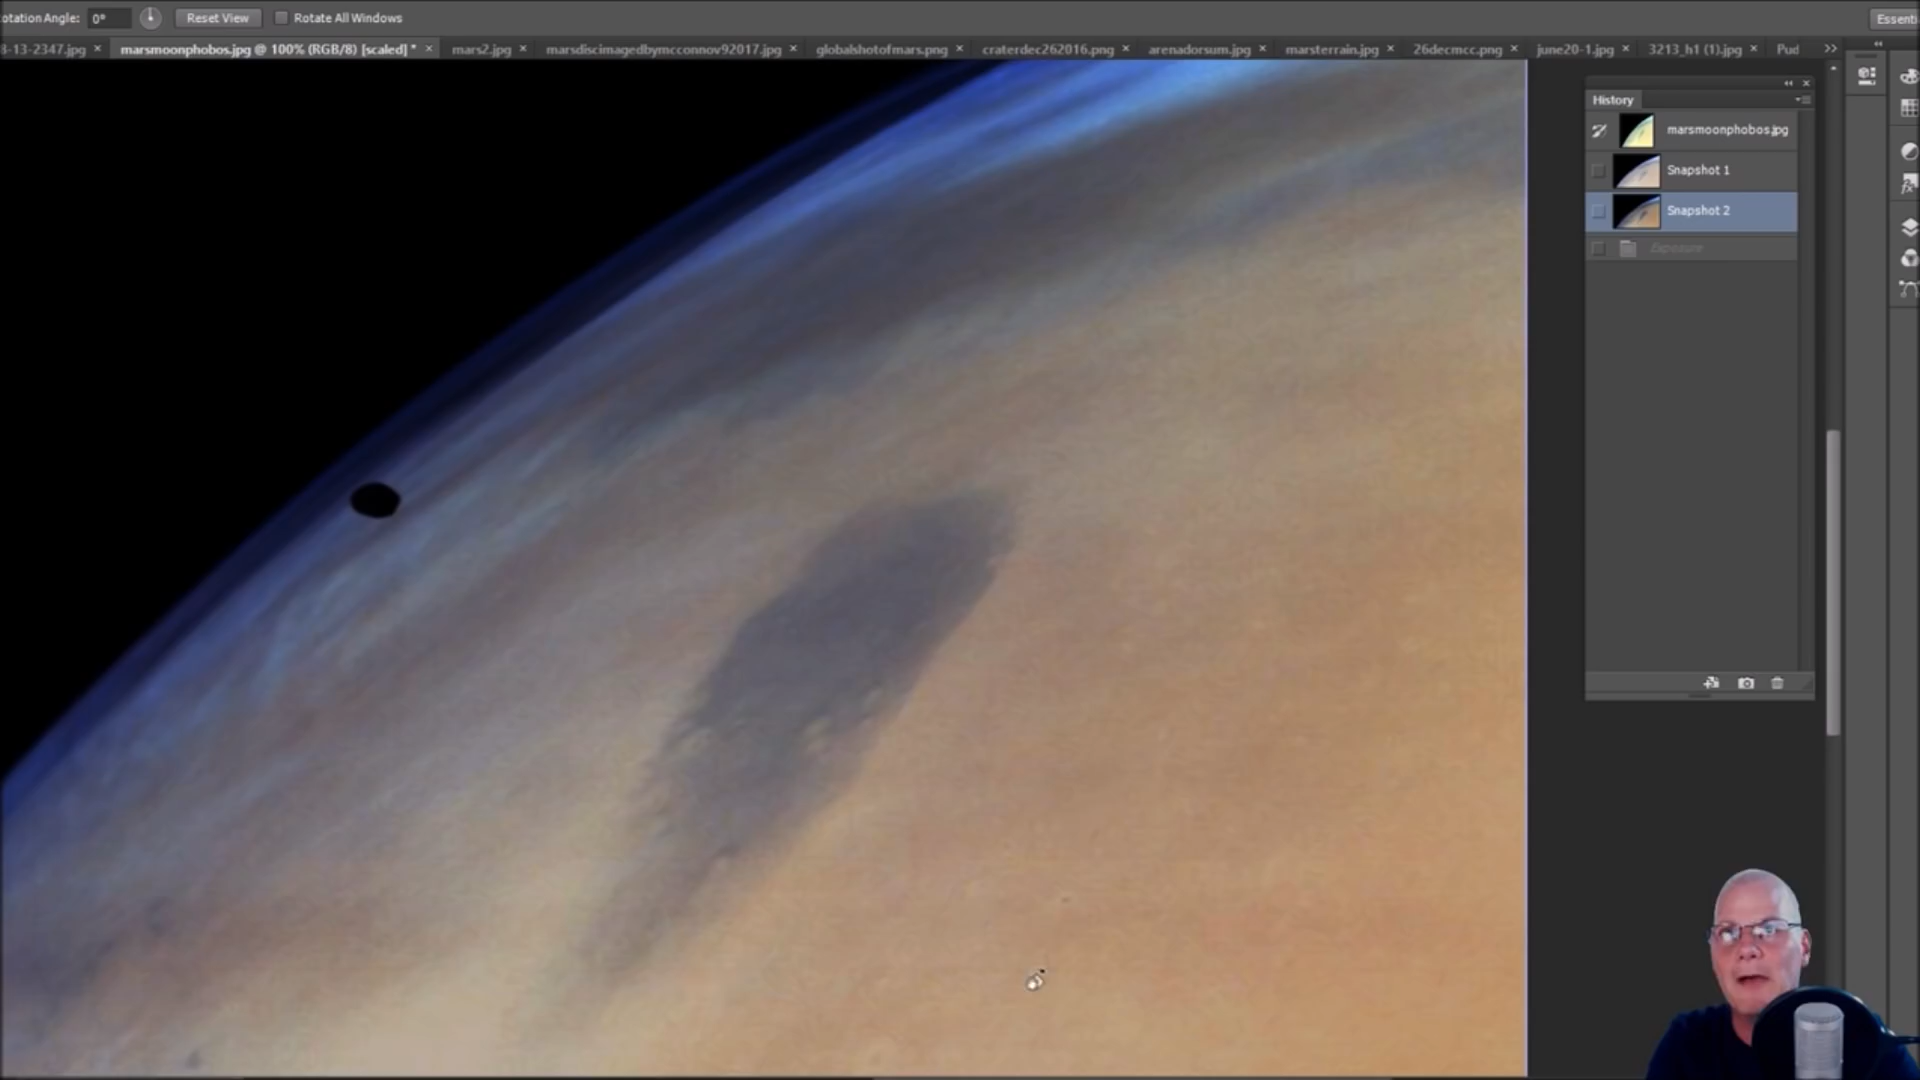 otation Angle: 0° Reset View Rotate All Windows Essenti
8-13-2347.jpg × marsmoonphobos.jpg @ 100% (RGB/8) [scaled] * × mars2.jpg × marsdiscimagedbymcconnov92017.jpg × globalshotofmars.png × craterdec262016.png × arenadorsum.jpg × marsterrain.jpg × 26decmcc.png × june20-1.jpg × 3213_h1 (1).jpg × Pud
History
marsmoonphobos.jpg
Snapshot 1
Snapshot 2
Exposure